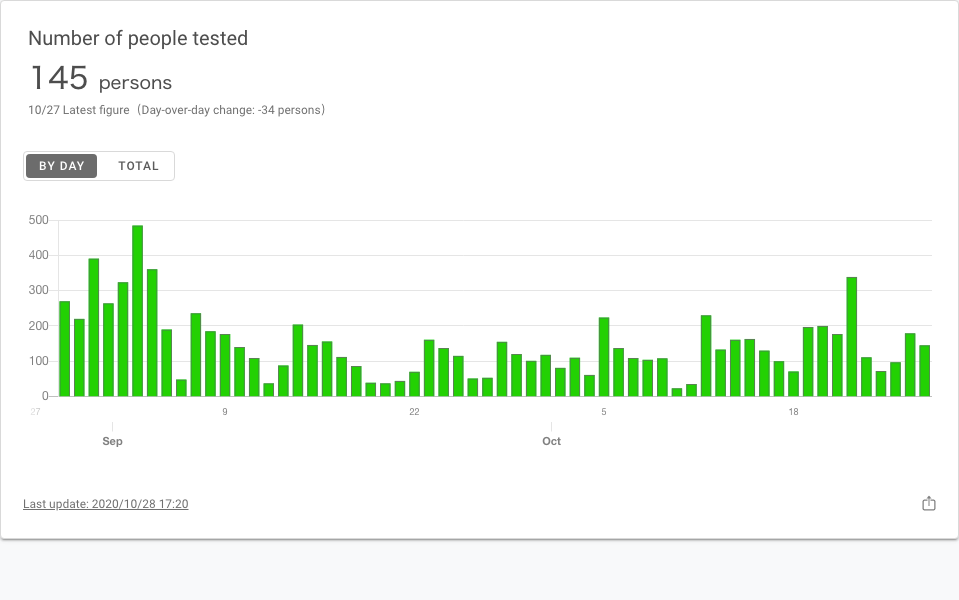 Number of people tested
145 persons
10/27 Latest figure (Day-over-day change: -34 persons)
BY DAY TOTAL
500
400
300
200
100
0
27 9 22 5 18
Sep Oct
Last update: 2020/10/28 17:20